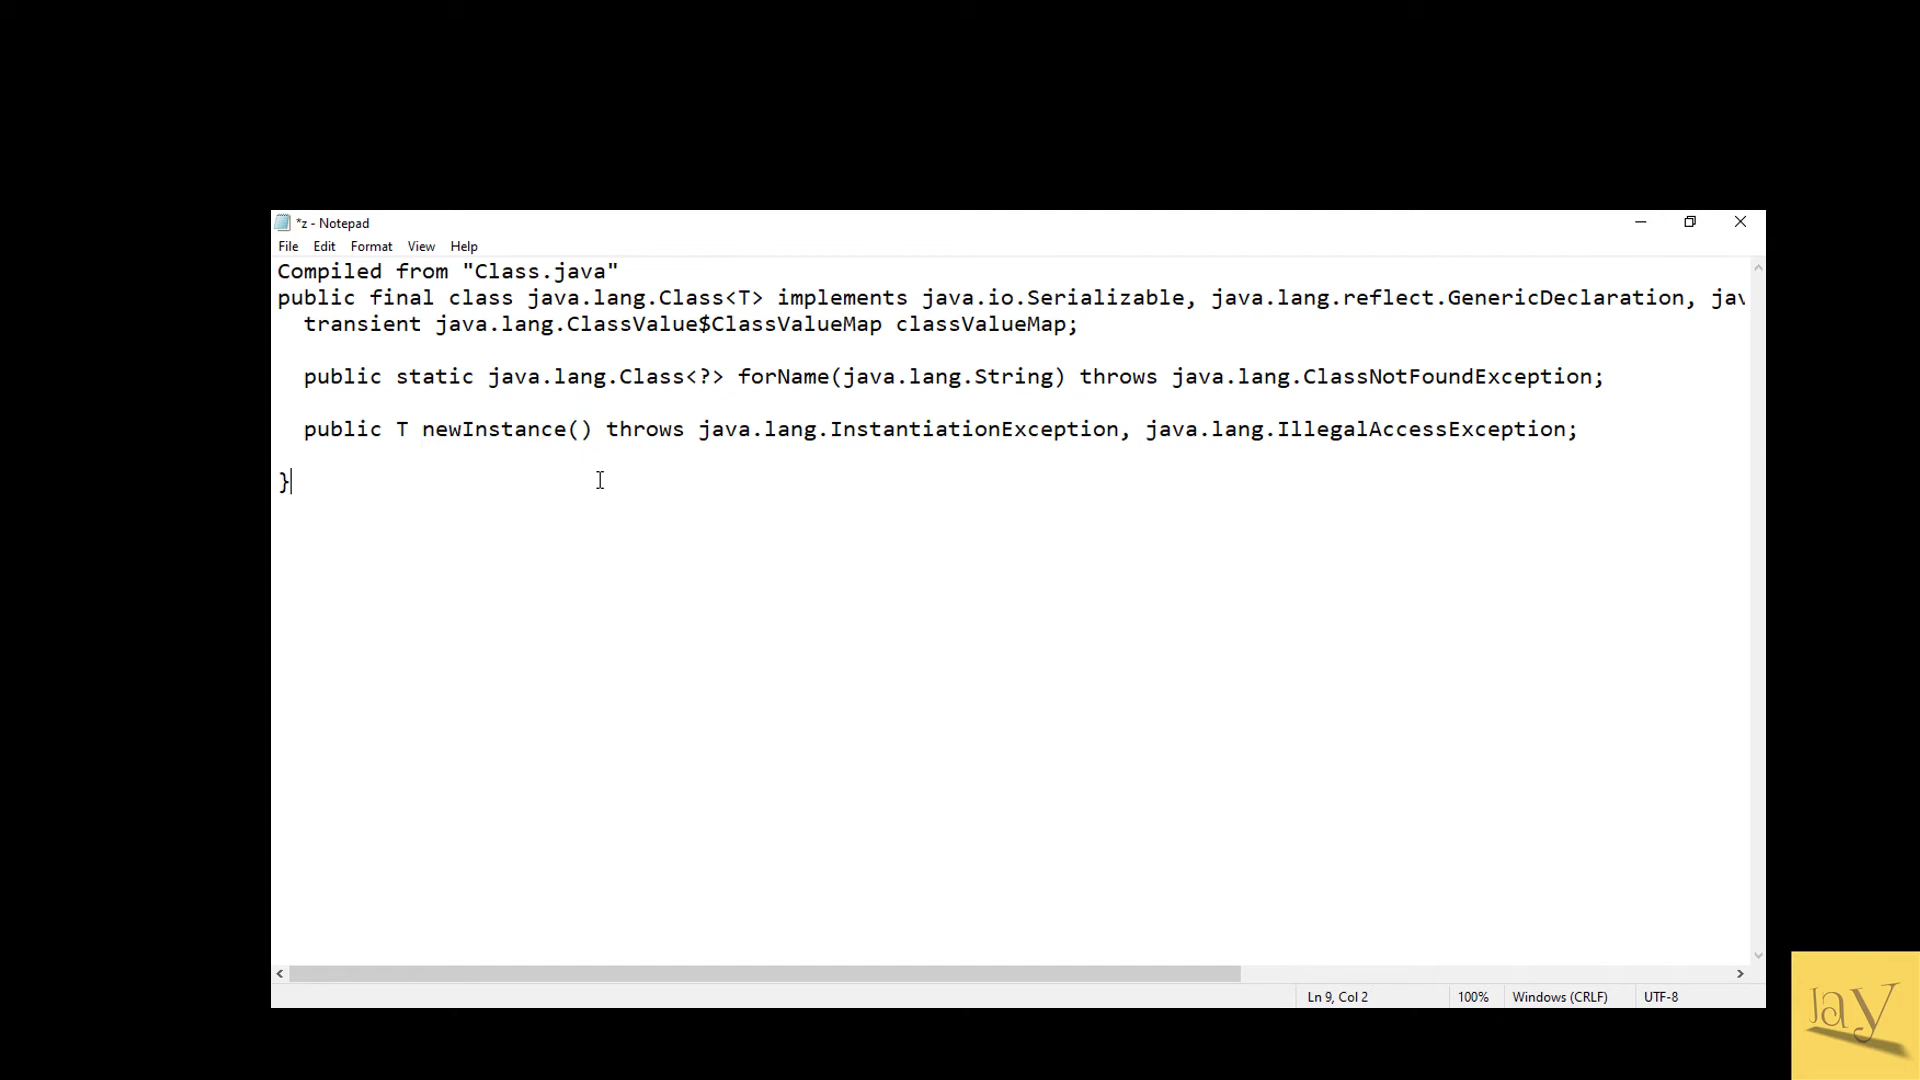 *z - Notepad
File Edit Format View Help
Compiled from "Class.java"
public final class java.lang.Class<T> implements java.io.Serializable, java.lang.reflect.GenericDeclaration, jav
transient java.lang.ClassValue$ClassValueMap classValueMap;
public static java.lang.Class<?> forName(java.lang.String) throws java.lang.ClassNotFoundException;
public T newInstance() throws java.lang.InstantiationException, java.lang.IllegalAccessException;
}
Ln 9, Col 2 100% Windows (CRLF) UTF-8
Jay